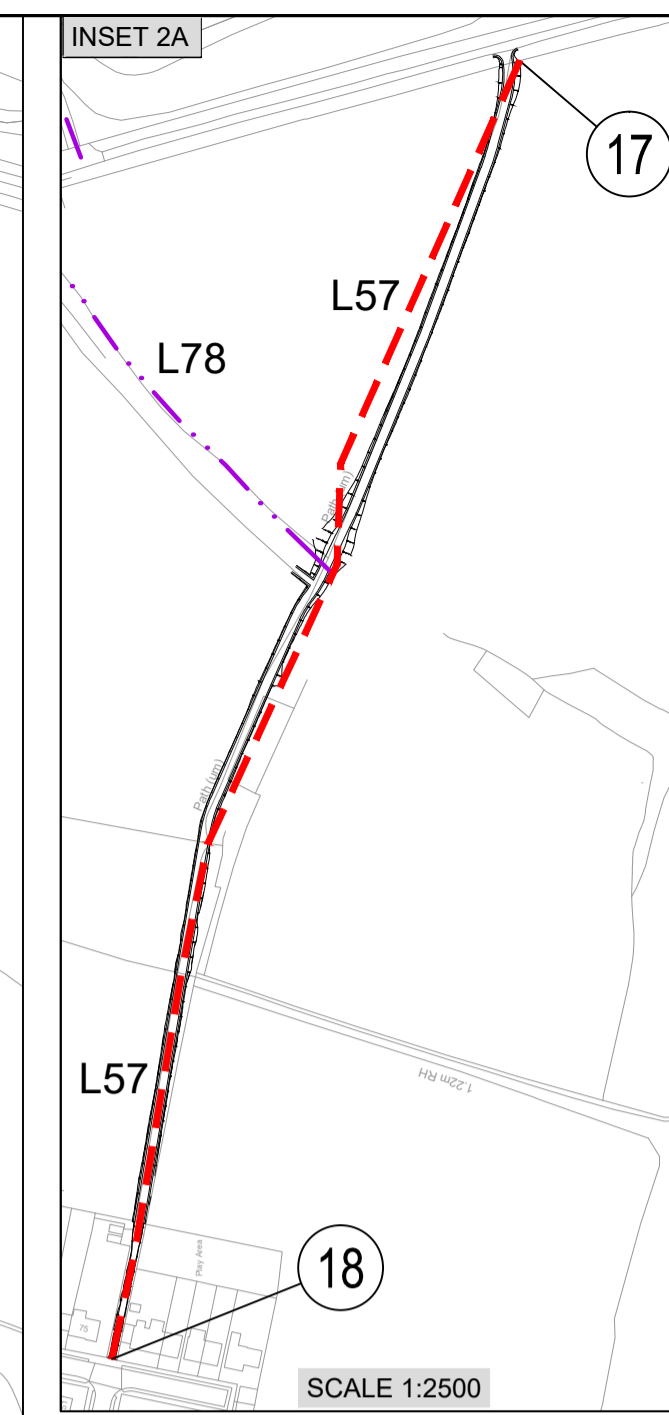 INSET 2A
17
L57
L78
Path (um)
Path (um)
1.22m RH
L57
Play Area
18
75
SCALE 1:2500